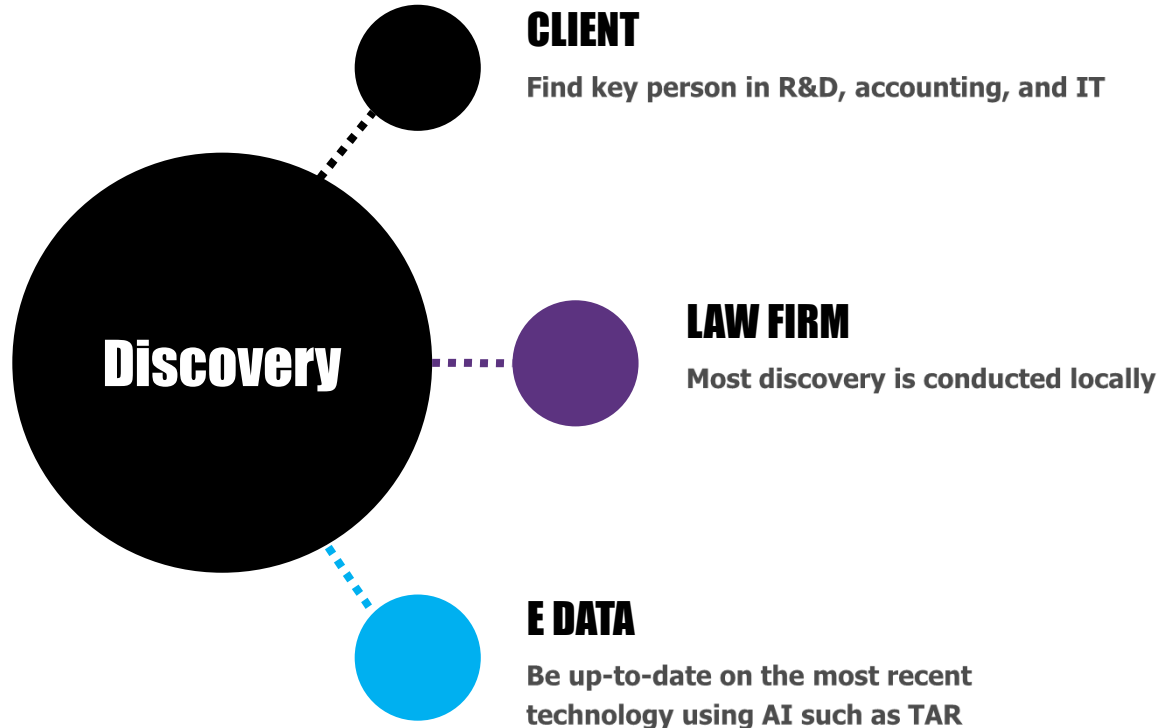 CLIENT
Find key person in R&D, accounting, and IT
Discovery
LAW FIRM
Most discovery is conducted locally
E DATA
Be up-to-date on the most recent
technology using AI such as TAR